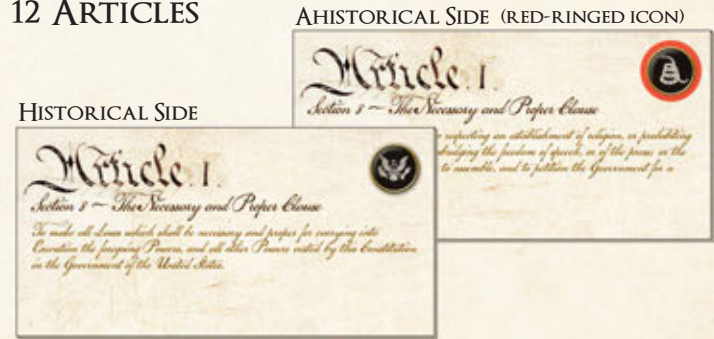 12 Articles
Ahistorical Side (red-ringed icon)
Article. I.
Section 8 ~ The Necessary and Proper Clause
respecting an establishment of religion, or prohibiting
abridging the freedom of speech, or of the press; or the
to assemble, and to petition the Government for a
Historical Side
Article. I.
Section 8 ~ The Necessary and Proper Clause
To make all Laws which shall be necessary and proper for carrying into
Execution the foregoing Powers, and all other Powers vested by this Constitution
in the Government of the United States.